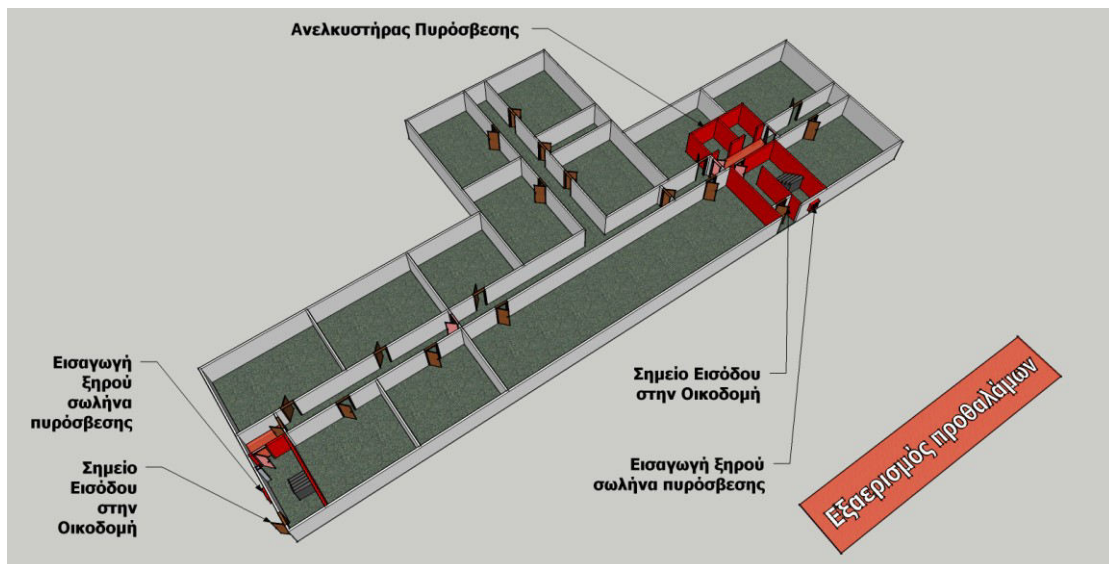 Ανελκυστήρας Πυρόσβεσης
Εισαγωγή
ξηρού
σωλήνα
πυρόσβεσης
Σημείο
Εισόδου
στην
Οικοδομή
Σημείο Εισόδου
στην Οικοδομή
Εισαγωγή ξηρού
σωλήνα πυρόσβεσης
Εξαερισμός προθαλάμων